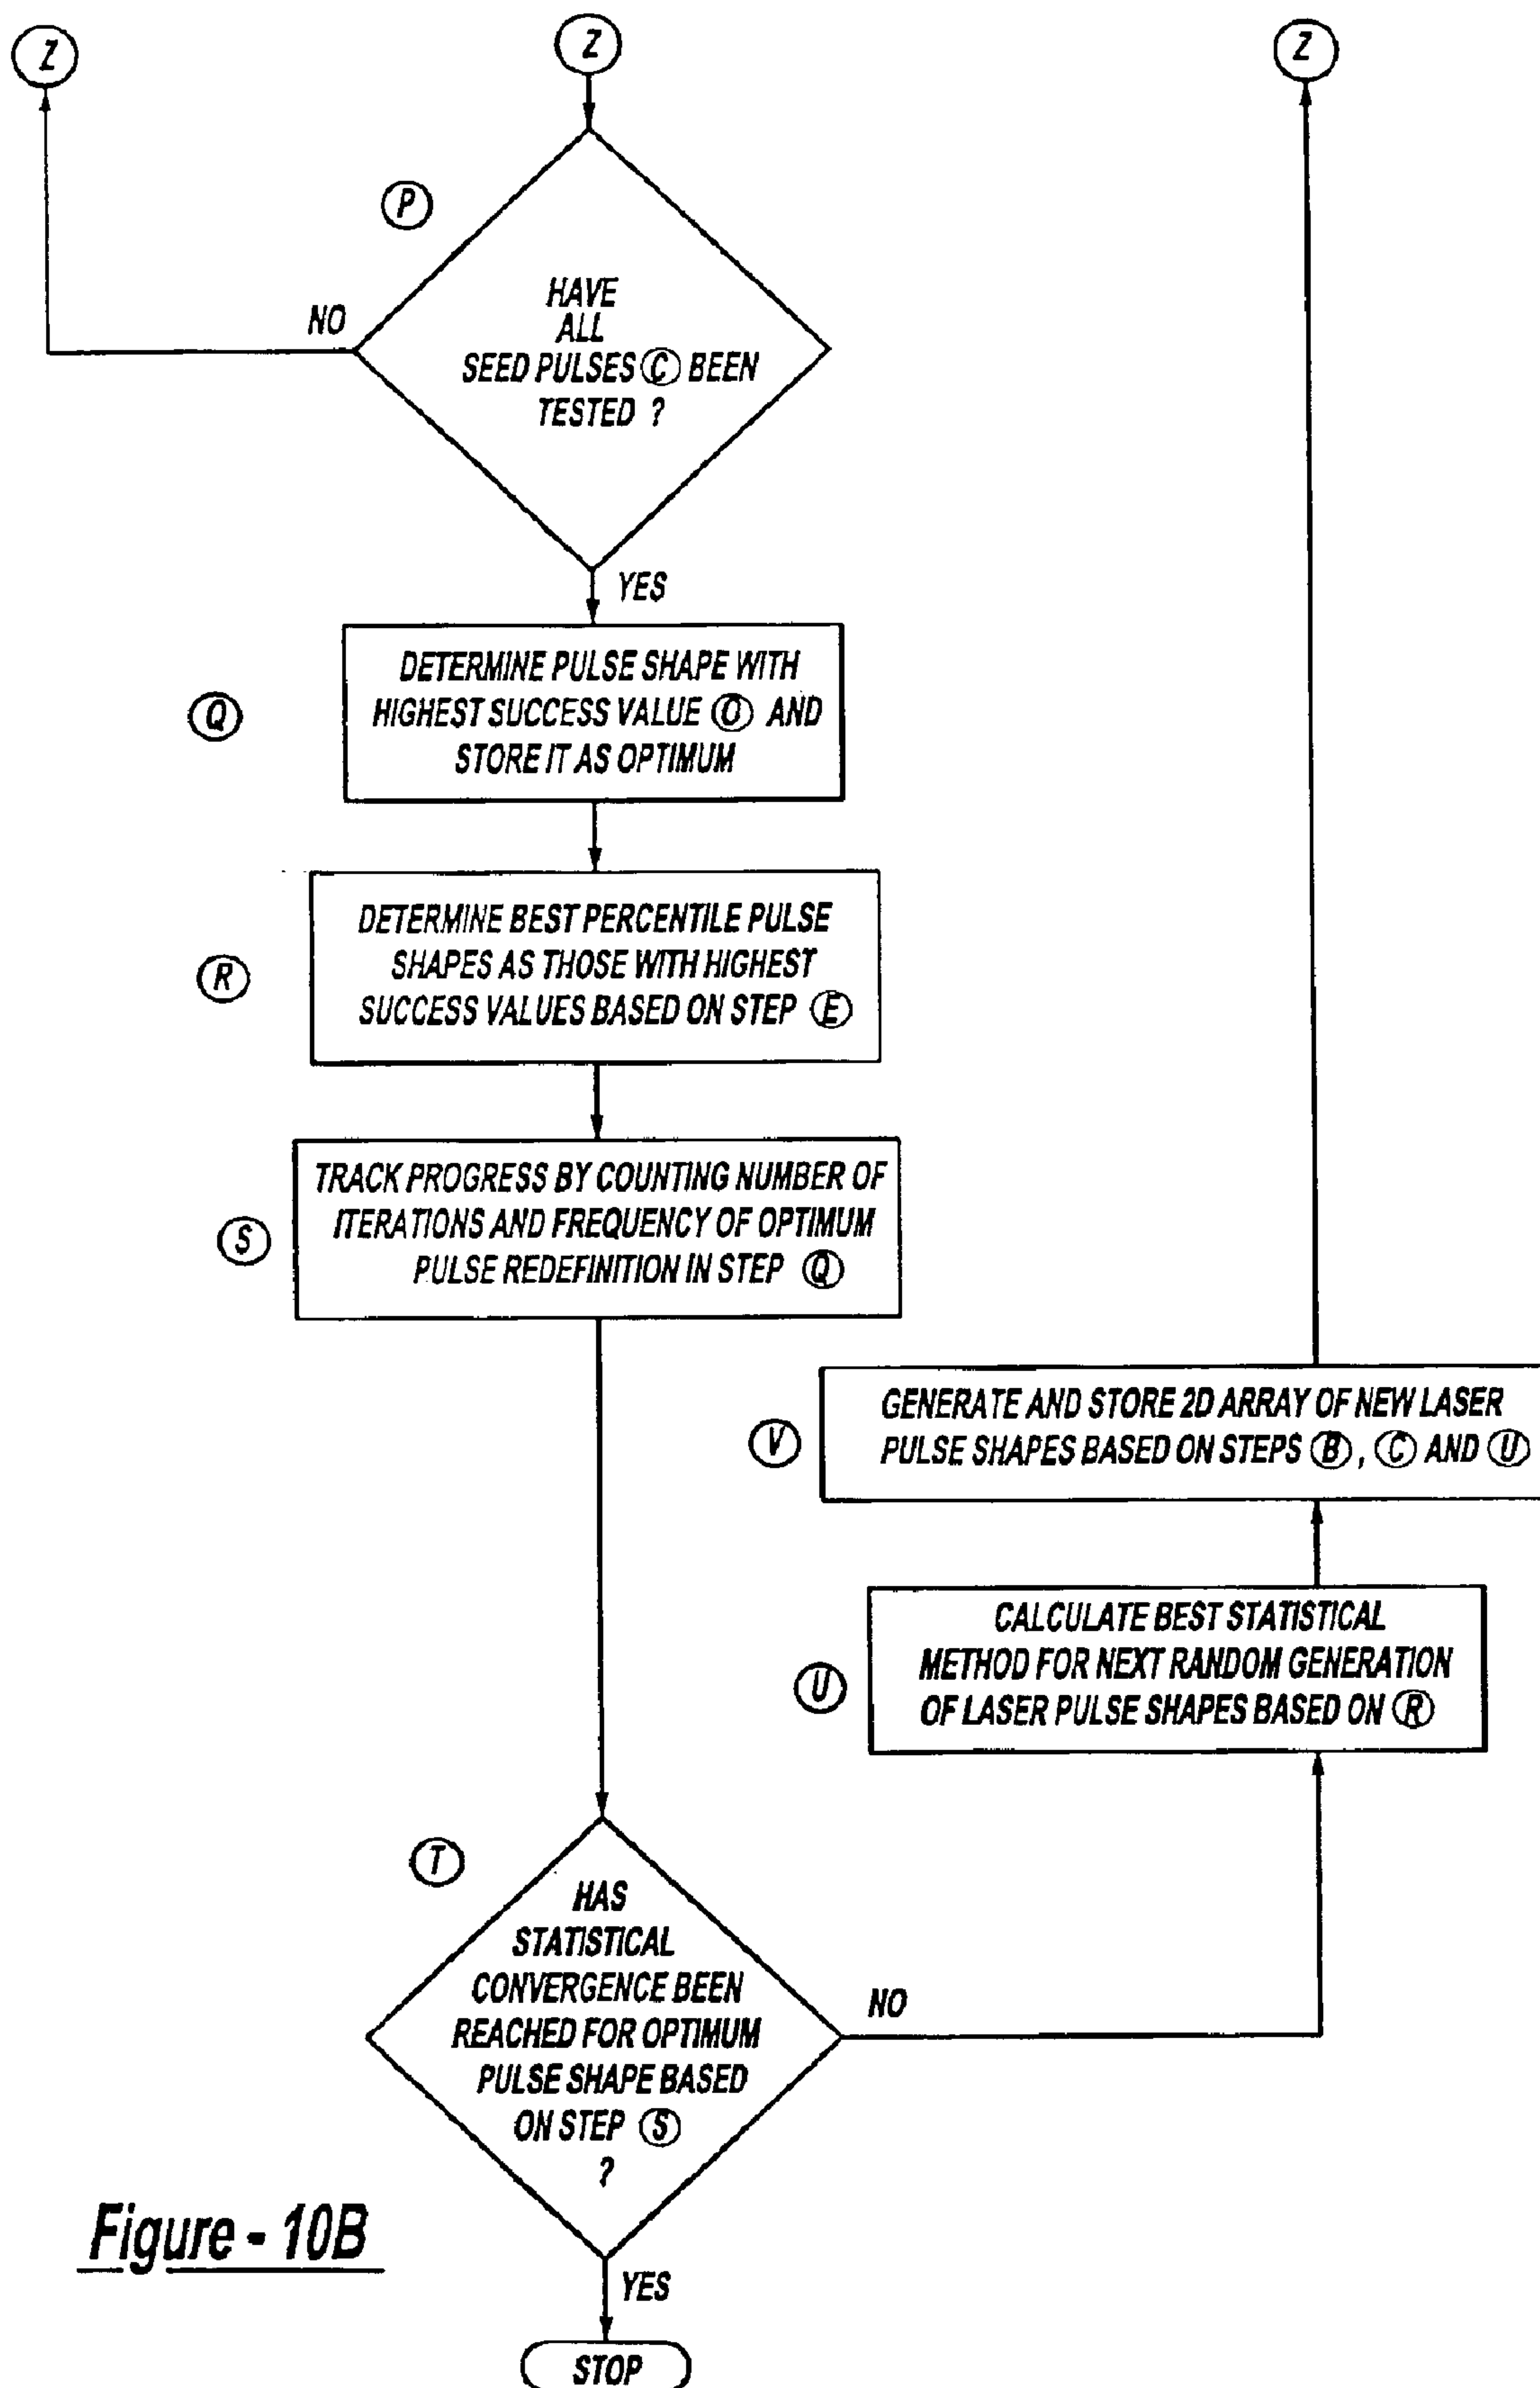 Z
Z
Z
P
HAVE
ALL
SEED PULSES C BEEN
TESTED ?
NO
YES
Q
DETERMINE PULSE SHAPE WITH
HIGHEST SUCCESS VALUE O AND
STORE IT AS OPTIMUM
R
DETERMINE BEST PERCENTILE PULSE
SHAPES AS THOSE WITH HIGHEST
SUCCESS VALUES BASED ON STEP E
S
TRACK PROGRESS BY COUNTING NUMBER OF
ITERATIONS AND FREQUENCY OF OPTIMUM
PULSE REDEFINITION IN STEP Q
V
GENERATE AND STORE 2D ARRAY OF NEW LASER
PULSE SHAPES BASED ON STEPS B, C AND U
U
CALCULATE BEST STATISTICAL
METHOD FOR NEXT RANDOM GENERATION
OF LASER PULSE SHAPES BASED ON R
T
HAS
STATISTICAL
CONVERGENCE BEEN
REACHED FOR OPTIMUM
PULSE SHAPE BASED
ON STEP S
?
NO
YES
STOP
Figure - 10B